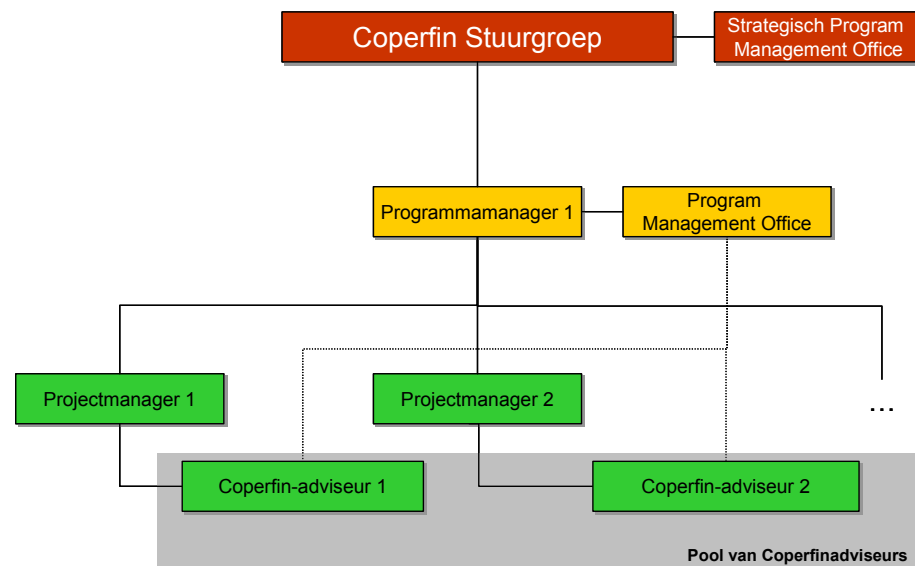 Coperfin Stuurgroep
Strategisch Program
Management Office
Programmamanager 1
Program
Management Office
Projectmanager 1
Projectmanager 2
...
Coperfin-adviseur 1
Coperfin-adviseur 2
Pool van Coperfinadviseurs